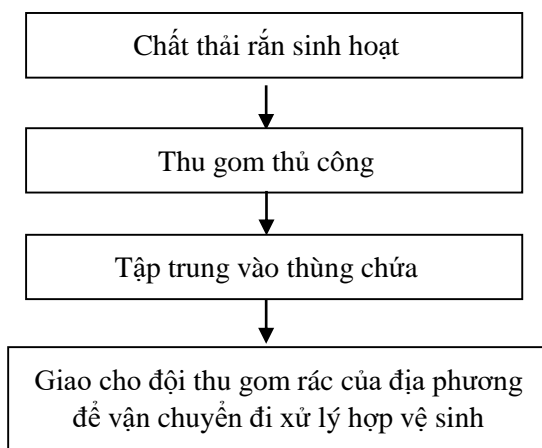 Chất thải rắn sinh hoạt
Thu gom thủ công
Tập trung vào thùng chứa
Giao cho đội thu gom rác của địa phương
để vận chuyển đi xử lý hợp vệ sinh